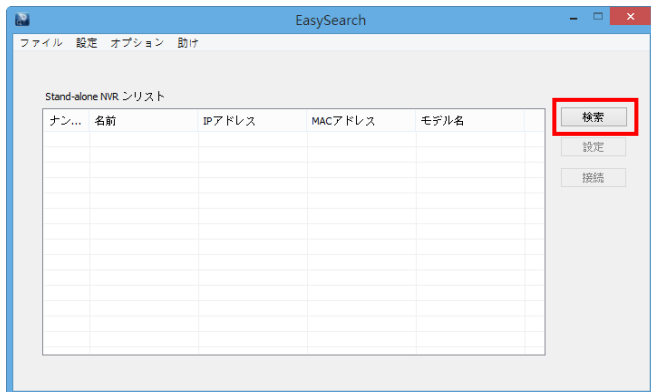 EasySearch
ファイル 設定 オプション 助け
Stand-alone NVR ンリスト
ナン... 名前 IPアドレス MACアドレス モデル名
検索
設定
接続